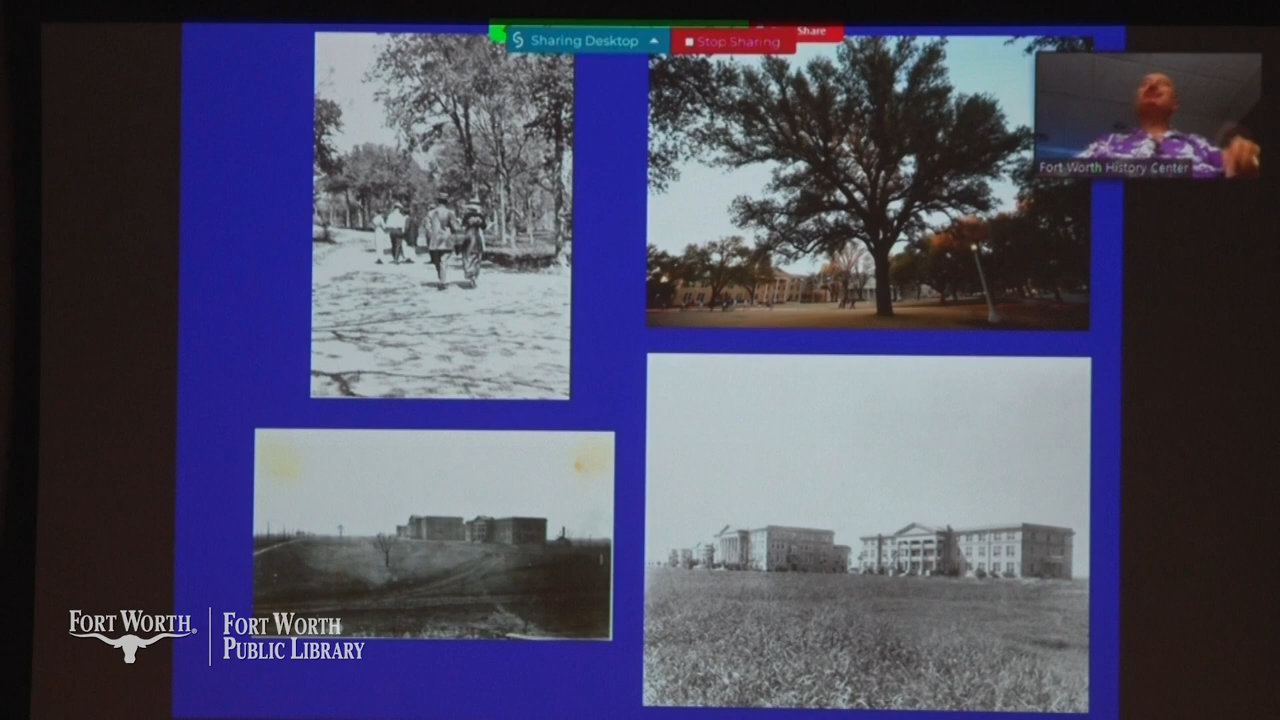 Share
Sharing Desktop
Stop Sharing
Fort Worth History Center
FORT WORTH®
FORT WORTH
PUBLIC LIBRARY